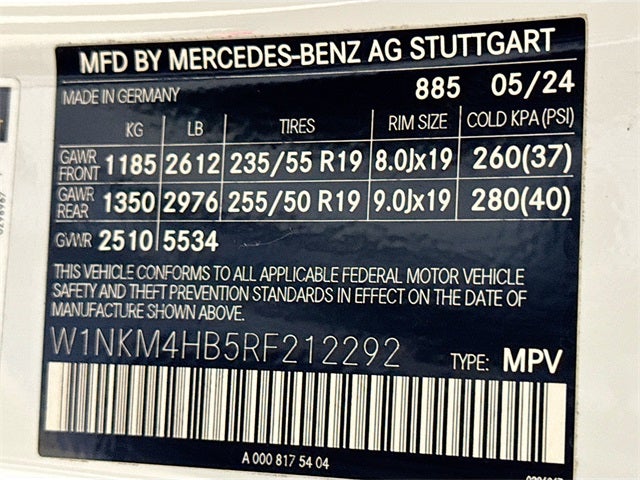 MFD BY MERCEDES-BENZ AG STUTTGART
MADE IN GERMANY 885 05/24
KG LB TIRES RIM SIZE COLD KPA (PSI)
GAWR FRONT 1185 2612 235/55 R19 8.0Jx19 260(37)
GAWR REAR 1350 2976 255/50 R19 9.0Jx19 280(40)
GVWR 2510 5534
THIS VEHICLE CONFORMS TO ALL APPLICABLE FEDERAL MOTOR VEHICLE
SAFETY AND THEFT PREVENTION STANDARDS IN EFFECT ON THE DATE OF
MANUFACTURE SHOWN ABOVE.
W1NKM4HB5RF212292 TYPE: MPV
A 000 817 54 04